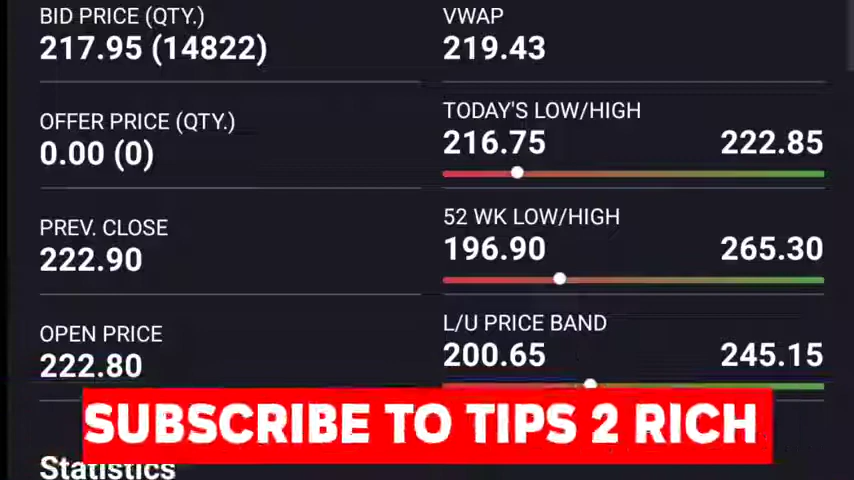 BID PRICE (QTY.)
217.95 (14822)
VWAP
219.43
OFFER PRICE (QTY.)
0.00 (0)
TODAY'S LOW/HIGH
216.75 222.85
PREV. CLOSE
222.90
52 WK LOW/HIGH
196.90 265.30
OPEN PRICE
222.80
L/U PRICE BAND
200.65 245.15
SUBSCRIBE TO TIPS 2 RICH
Statistics